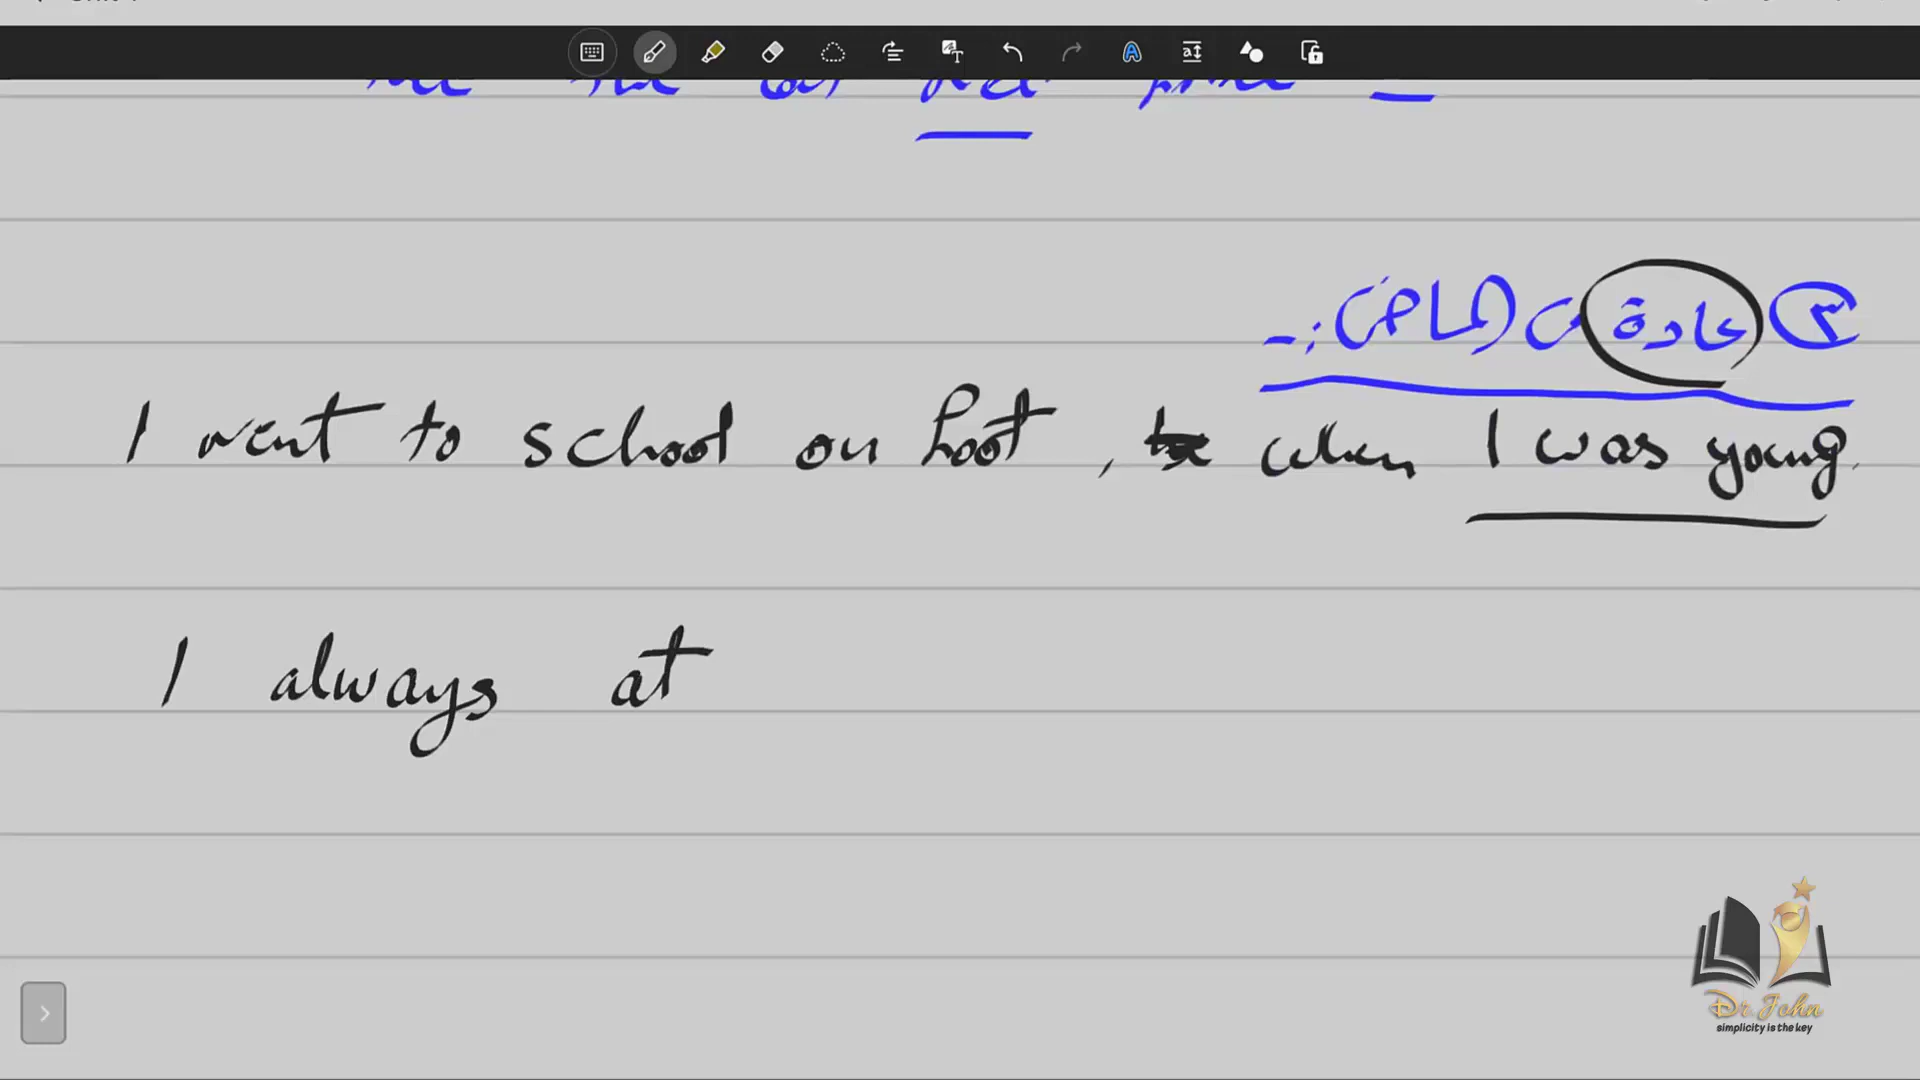 ③ عادة في الماضي :-
I went to school on foot, when I was young.
I always at
Dr. John
simplicity is the key